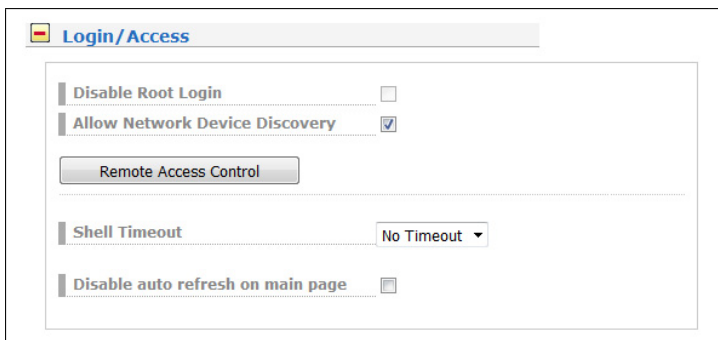 Login/Access
Disable Root Login
Allow Network Device Discovery
Remote Access Control
Shell Timeout
No Timeout
Disable auto refresh on main page